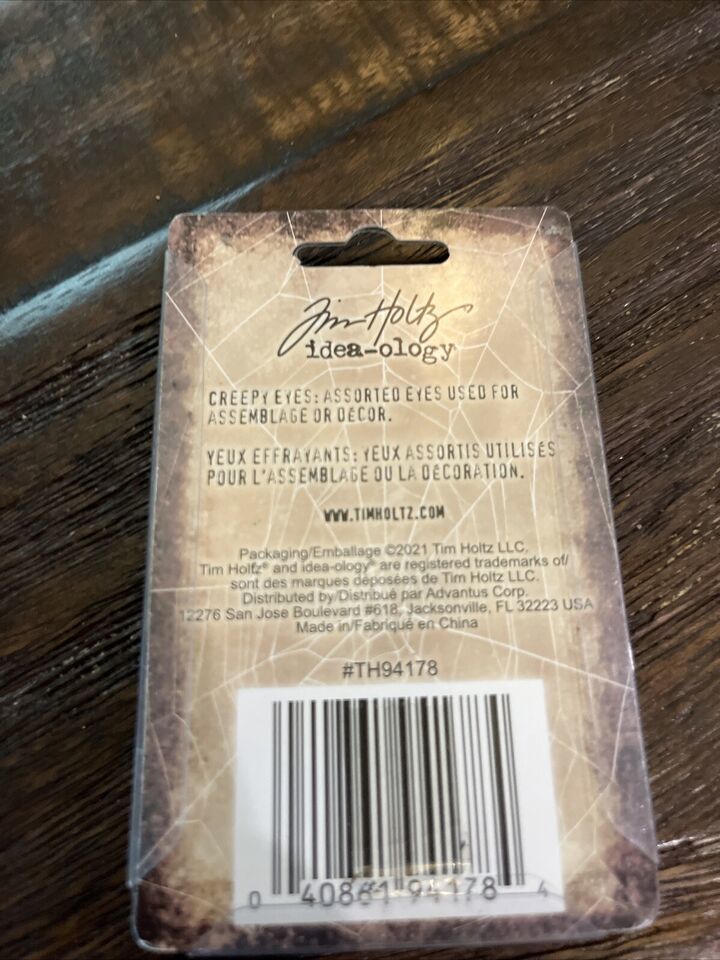 Tim Holtz
idea-ology
CREEPY EYES: ASSORTED EYES USED FOR
ASSEMBLAGE OR DÉCOR.
YEUX EFFRAYANTS: YEUX ASSORTIS UTILISÉS
POUR L'ASSEMBLAGE OU LA DÉCORATION.
WWW.TIMHOLTZ.COM
Packaging/Emballage ©2021 Tim Holtz LLC.
Tim Holtz® and idea-ology® are registered trademarks of/
sont des marques déposées de Tim Holtz LLC.
Distributed by/Distribué par Advantus Corp.
12276 San Jose Boulevard #618, Jacksonville, FL 32223 USA
Made in/Fabriqué en China
#TH94178
0 40861 94178 4